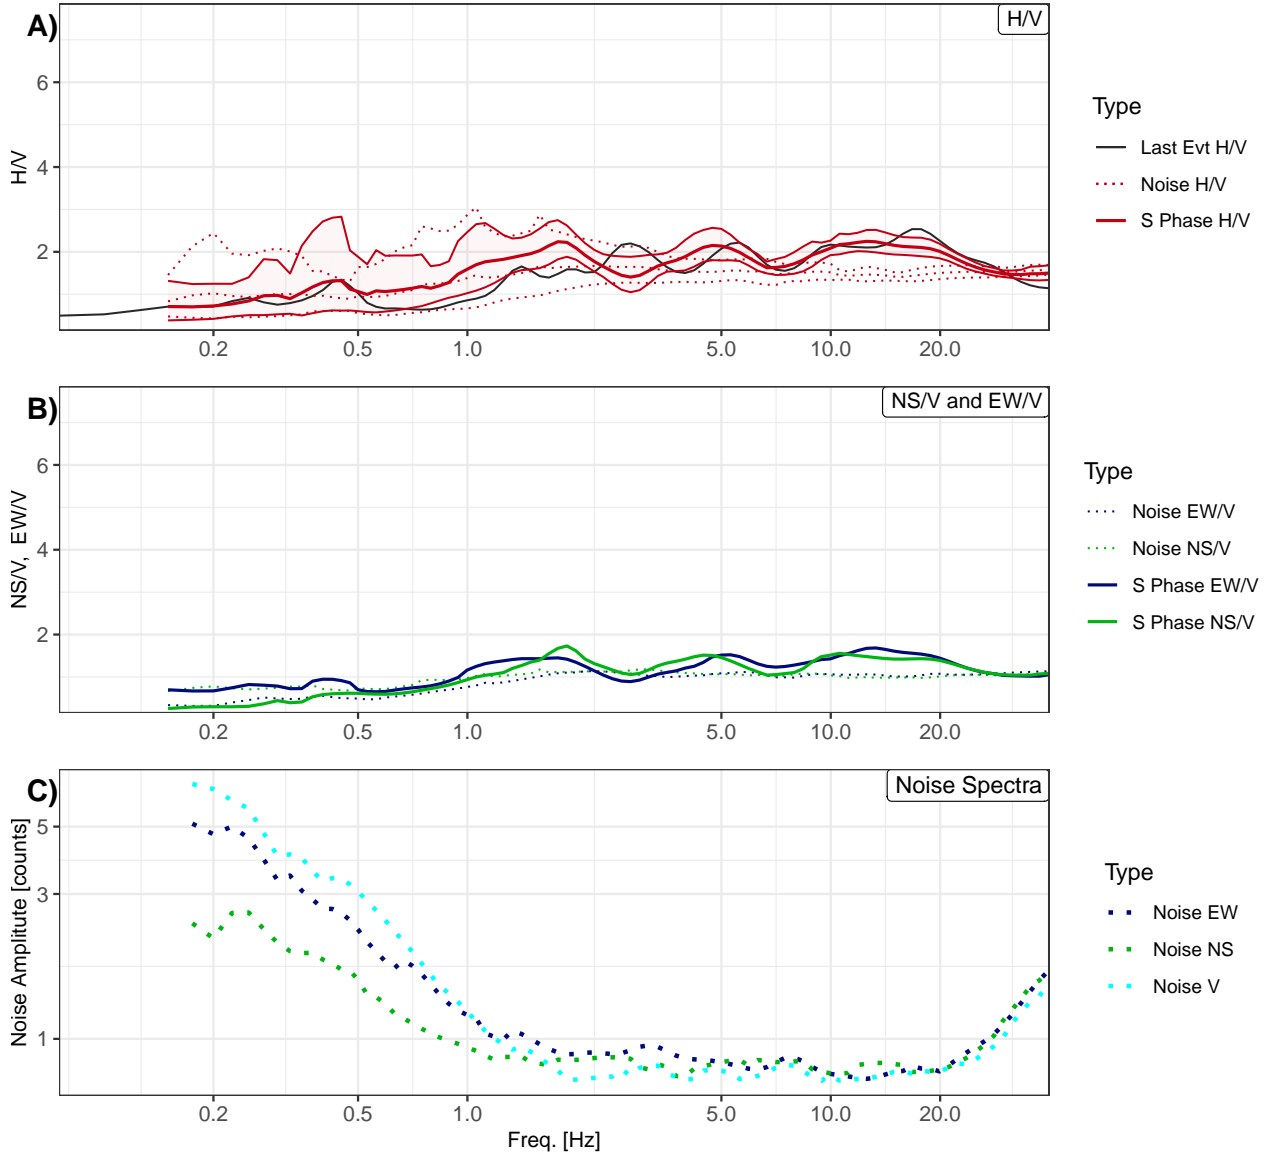 A)
H/V
6
4
2
H/V
0.2 0.5 1.0 5.0 10.0 20.0
Type
Last Evt H/V
Noise H/V
S Phase H/V
B)
NS/V and EW/V
6
4
2
NS/V, EW/V
0.2 0.5 1.0 5.0 10.0 20.0
Type
Noise EW/V
Noise NS/V
S Phase EW/V
S Phase NS/V
C)
Noise Spectra
5
3
1
Noise Amplitude [counts]
0.2 0.5 1.0 5.0 10.0 20.0
Freq. [Hz]
Type
Noise EW
Noise NS
Noise V